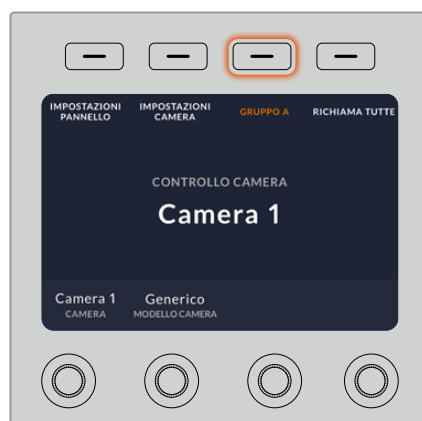 IMPOSTAZIONI PANNELLO
IMPOSTAZIONI CAMERA
GRUPPO A
RICHIAMA TUTTE
CONTROLLO CAMERA
Camera 1
Camera 1
CAMERA
Generico
MODELLO CAMERA